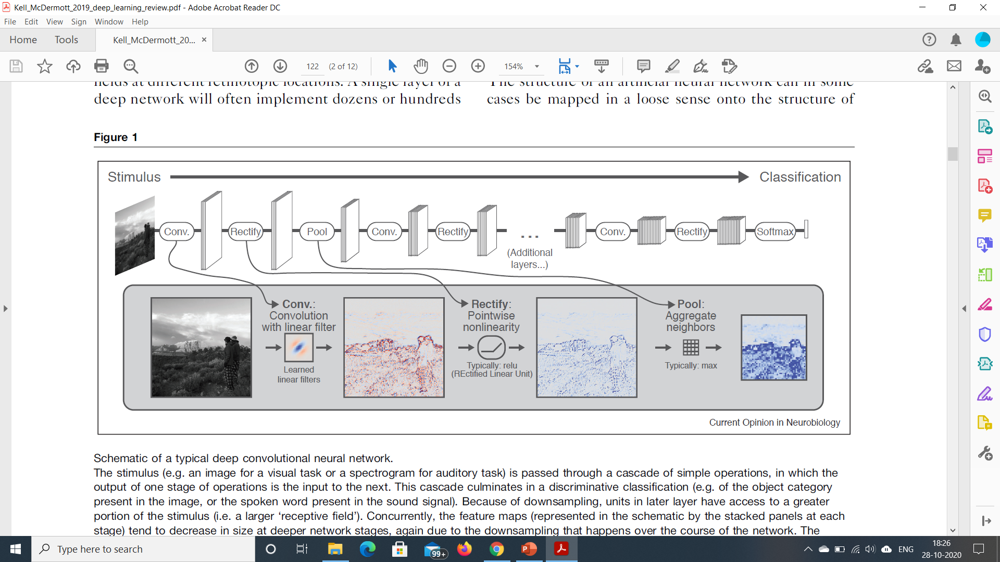 Kell_McDermott_2019_deep_learning_review.pdf - Adobe Acrobat Reader DC
File Edit View Sign Window Help
Home Tools Kell_McDermott_20... ×
122 (2 of 12) 154%
fields at different retinotopic locations. A single layer of a
deep network will often implement dozens or hundreds
The structure of an artificial neural network can in some
cases be mapped in a loose sense onto the structure of
Figure 1
Stimulus Classification
Conv. Rectify Pool Conv. Rectify ... Conv. Rectify Softmax
(Additional
layers...)
Conv.:
Convolution
with linear filter
Learned
linear filters
Rectify:
Pointwise
nonlinearity
Typically: relu
(REctified Linear Unit)
Pool:
Aggregate
neighbors
Typically: max
Current Opinion in Neurobiology
Schematic of a typical deep convolutional neural network.
The stimulus (e.g. an image for a visual task or a spectrogram for auditory task) is passed through a cascade of simple operations, in which the
output of one stage of operations is the input to the next. This cascade culminates in a discriminative classification (e.g. of the object category
present in the image, or the spoken word present in the sound signal). Because of downsampling, units in later layer have access to a greater
portion of the stimulus (i.e. a larger ‘receptive field’). Concurrently, the feature maps (represented in the schematic by the stacked panels at each
stage) tend to decrease in size at deeper network stages, again due to the downsampling that happens over the course of the network. The
Type here to search
99+
ENG
18:26
28-10-2020